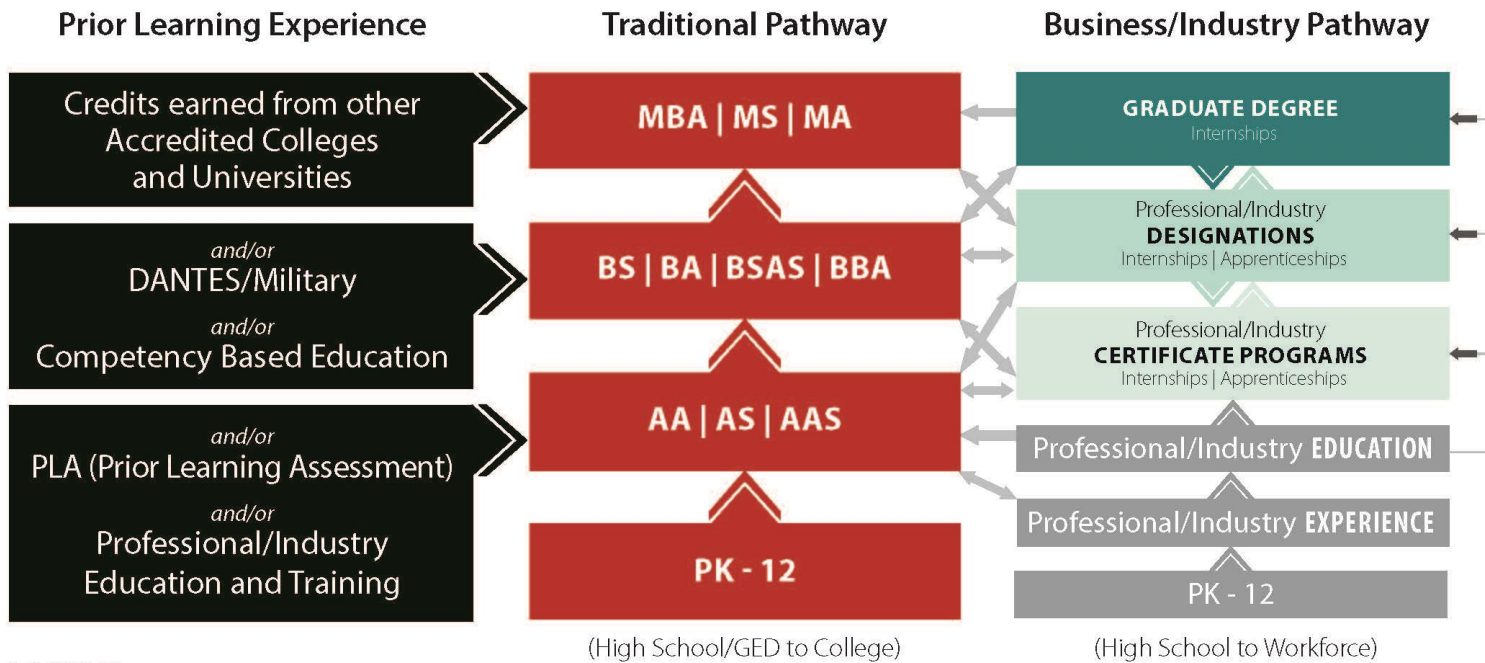 Prior Learning Experience
Credits earned from other
Accredited Colleges
and Universities
and/or
DANTES/Military
and/or
Competency Based Education
and/or
PLA (Prior Learning Assessment)
and/or
Professional/Industry
Education and Training
Traditional Pathway
MBA | MS | MA
BS | BA | BSAS | BBA
AA | AS | AAS
PK - 12
(High School/GED to College)
Business/Industry Pathway
GRADUATE DEGREE
Internships
Professional/Industry
DESIGNATIONS
Internships | Apprenticeships
Professional/Industry
CERTIFICATE PROGRAMS
Internships | Apprenticeships
Professional/Industry EDUCATION
Professional/Industry EXPERIENCE
PK - 12
(High School to Workforce)